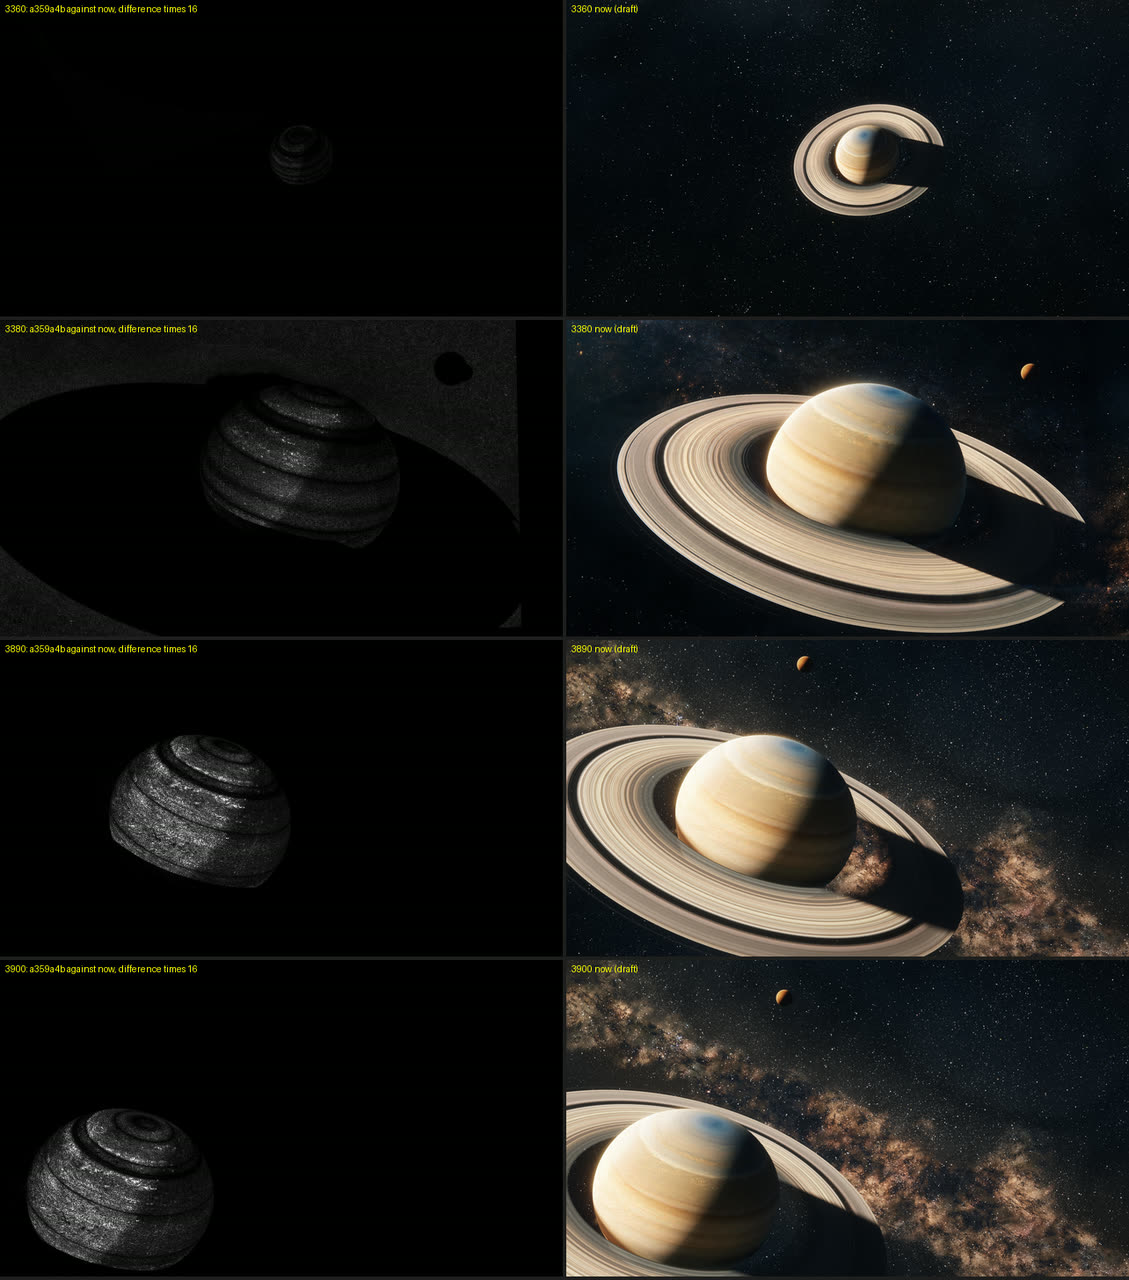 3360: a359a4b against now, difference times 16
3360 now (draft)
3380: a359a4b against now, difference times 16
3380 now (draft)
3890: a359a4b against now, difference times 16
3890 now (draft)
3900: a359a4b against now, difference times 16
3900 now (draft)